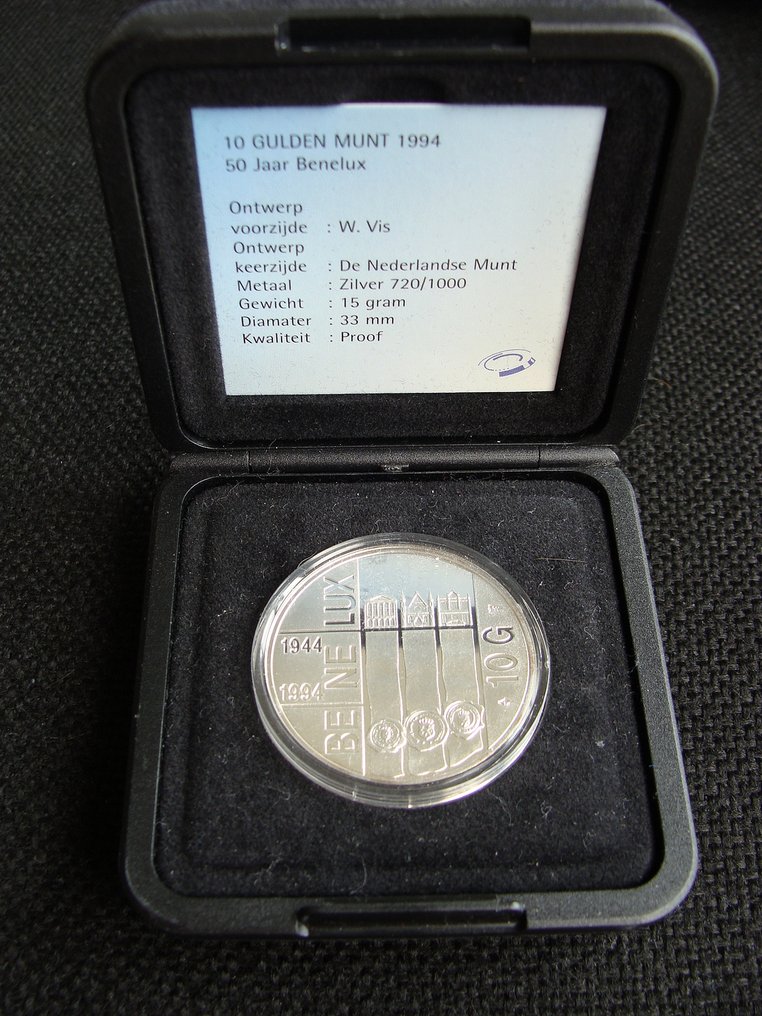 10 GULDEN MUNT 1994
50 Jaar Benelux
Ontwerp
voorzijde : W. Vis
Ontwerp
keerzijde : De Nederlandse Munt
Metaal : Zilver 720/1000
Gewicht : 15 gram
Diamater : 33 mm
Kwaliteit : Proof
1944
1994
BE NE LUX
10 G